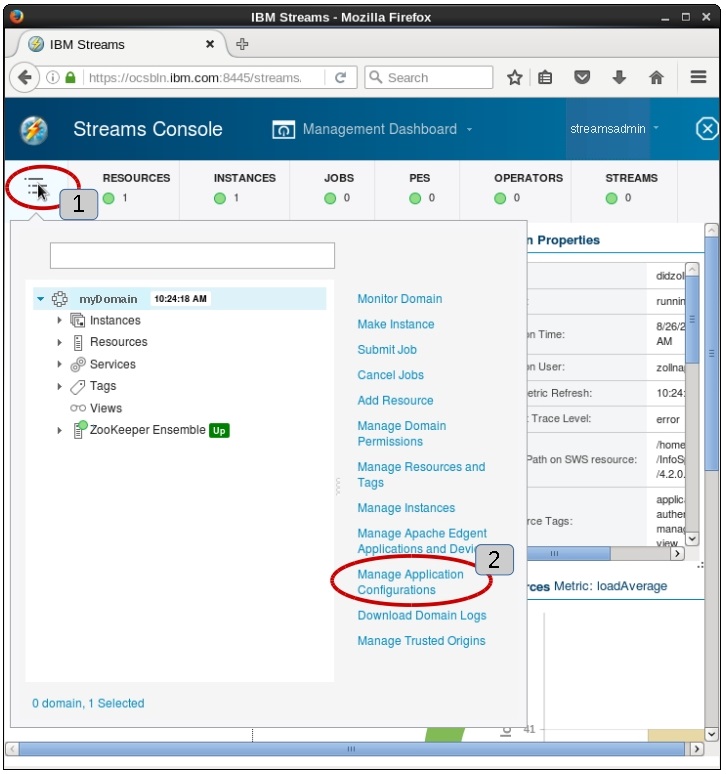 IBM Streams - Mozilla Firefox
IBM Streams
https://ocsbln.ibm.com:8445/streams.
Search
Streams Console
Management Dashboard
streamsadmin
RESOURCES
1
INSTANCES
1
JOBS
0
PES
0
OPERATORS
0
STREAMS
0
1
n Properties
myDomain 10:24:18 AM
Instances
Resources
Services
Tags
Views
ZooKeeper Ensemble Up
Monitor Domain
Make Instance
Submit Job
Cancel Jobs
Add Resource
Manage Domain
Permissions
Manage Resources and
Tags
Manage Instances
Manage Apache Edgent
Applications and Devic
2
Manage Application
Configurations
Download Domain Logs
Manage Trusted Origins
0 domain, 1 Selected
didzol
: runnin
n Time: 8/26/2
AM
n User: zollna
etric Refresh: 10:24:
t Trace Level: error
Path on SWS resource: /home
/InfoSp
/4.2.0.
rce Tags: applic
authen
manag
view
rces Metric: loadAverage
41